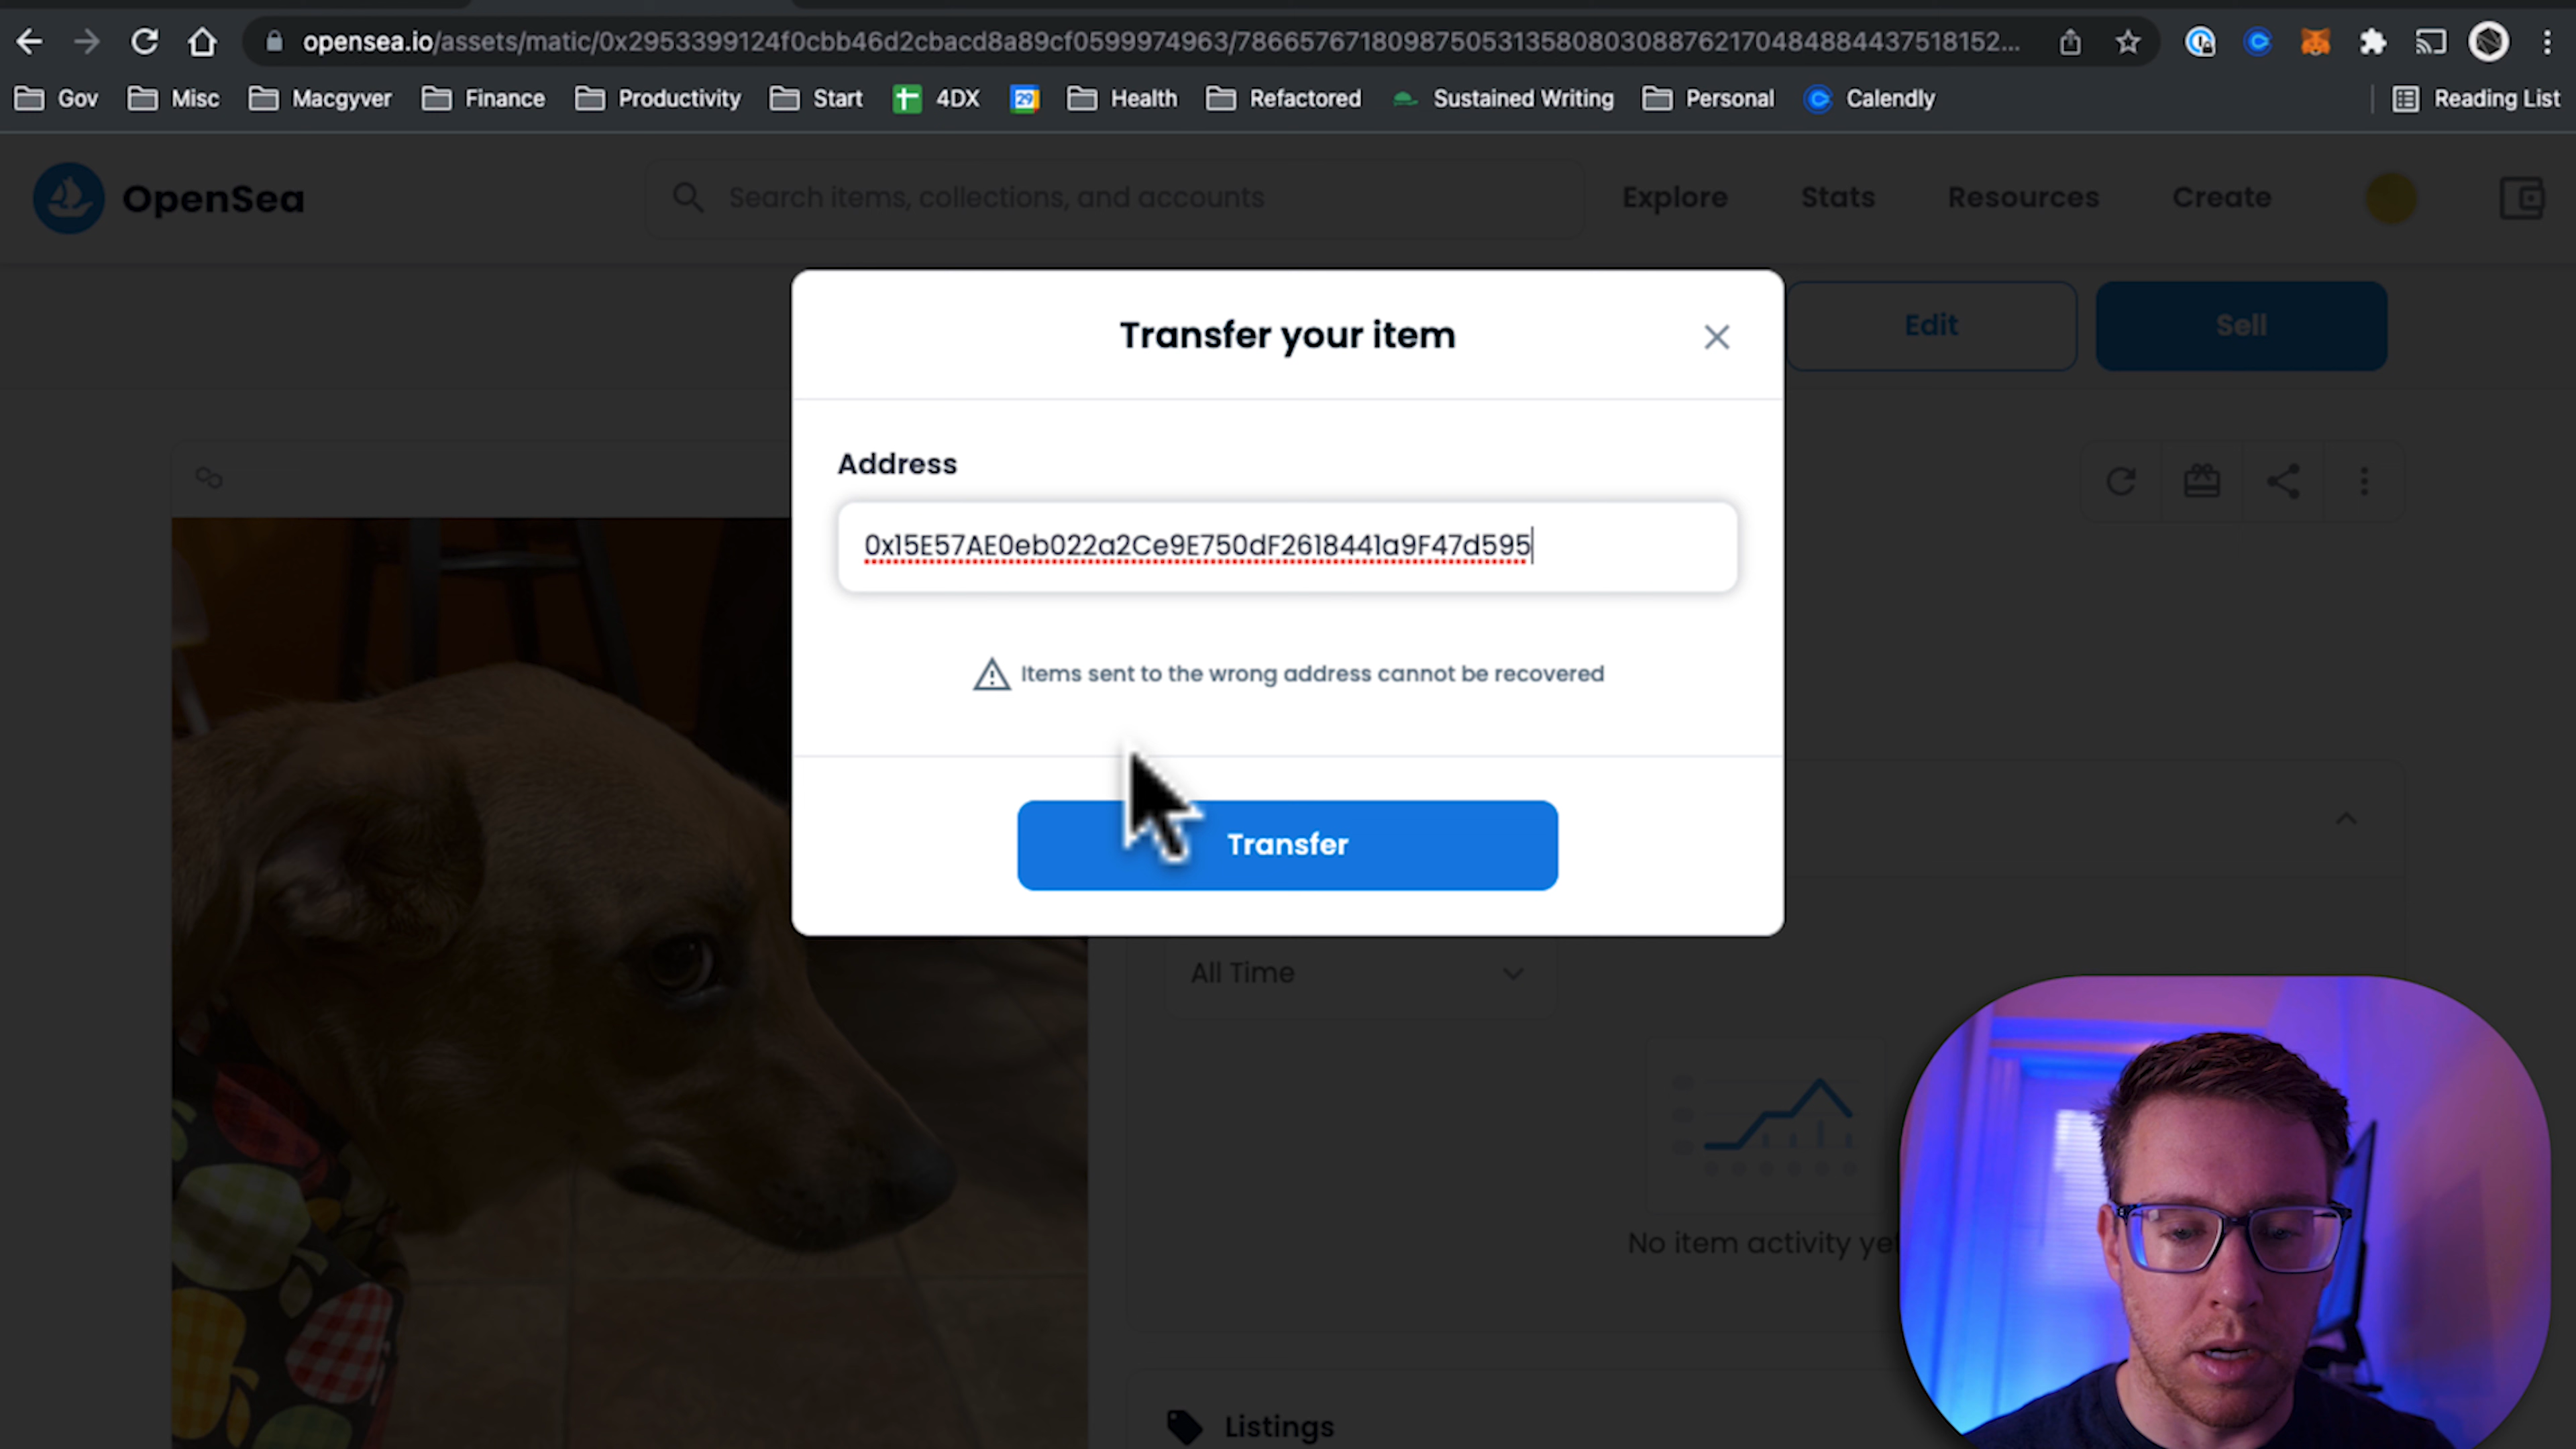 opensea.io/assets/matic/0x2953399124f0cbb46d2cbacd8a89cf0599974963/78665767180987505313580803088762170484884437518152...
Gov
Misc
Macgyver
Finance
Productivity
Start
4DX
29
Health
Refactored
Sustained Writing
Personal
Calendly
Reading List
OpenSea
Search items, collections, and accounts
Explore
Stats
Resources
Create
Transfer your item
Edit
Sell
Address
0x15E57AE0eb022a2Ce9E750dF2618441a9F47d595
Items sent to the wrong address cannot be recovered
Transfer
All Time
No item activity ye
Listings